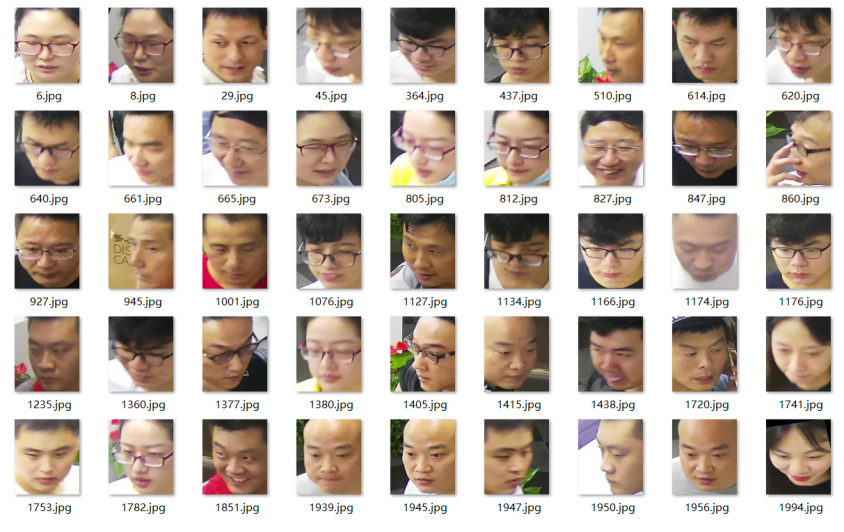 6.jpg 8.jpg 29.jpg 45.jpg 364.jpg 437.jpg 510.jpg 614.jpg 620.jpg
640.jpg 661.jpg 665.jpg 673.jpg 805.jpg 812.jpg 827.jpg 847.jpg 860.jpg
DIS
CA
927.jpg 945.jpg 1001.jpg 1076.jpg 1127.jpg 1134.jpg 1166.jpg 1174.jpg 1176.jpg
1235.jpg 1360.jpg 1377.jpg 1380.jpg 1405.jpg 1415.jpg 1438.jpg 1720.jpg 1741.jpg
1753.jpg 1782.jpg 1851.jpg 1939.jpg 1945.jpg 1947.jpg 1950.jpg 1956.jpg 1994.jpg